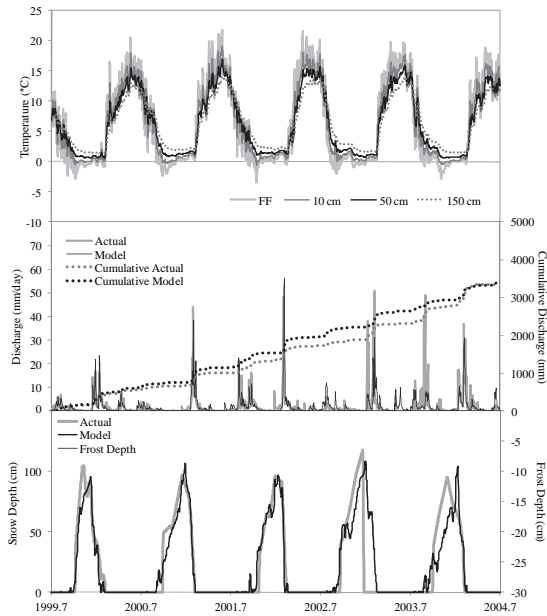 25
20
15
10
5
0
-5
-10
Temperature (°C)
FF
10 cm
50 cm
150 cm
70
60
50
40
30
20
10
0
Discharge (mm/day)
Actual
Model
Cumulative Actual
Cumulative Model
5000
4000
3000
2000
1000
0
Cumulative Discharge (mm)
100
50
0
Snow Depth (cm)
Actual
Model
Frost Depth
-5
-10
-15
-20
-25
-30
Frost Depth (cm)
1999.7
2000.7
2001.7
2002.7
2003.7
2004.7